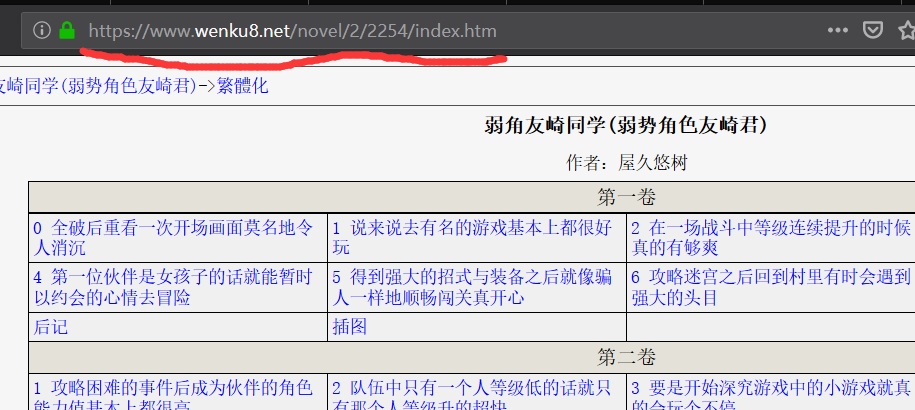 https://www.wenku8.net/novel/2/2254/index.htm
友崎同学(弱势角色友崎君)->繁體化
弱角友崎同学(弱势角色友崎君)
作者：屋久悠树
第一卷
0 全破后重看一次开场画面莫名地令
人消沉
1 说来说去有名的游戏基本上都很好
玩
2 在一场战斗中等级连续提升的时候
真的有够爽
4 第一位伙伴是女孩子的话就能暂时
以约会的心情去冒险
5 得到强大的招式与装备之后就像骗
人一样地顺畅闯关真开心
6 攻略迷宫之后回到村里有时会遇到
强大的头目
后记
插图
第二卷
1 攻略困难的事件后成为伙伴的角色
能力值基本上都很高
2 队伍中只有一个人等级低的话就只
有那个人等级升的超快
3 要是开始深究游戏中的小游戏就真
的会玩个不停